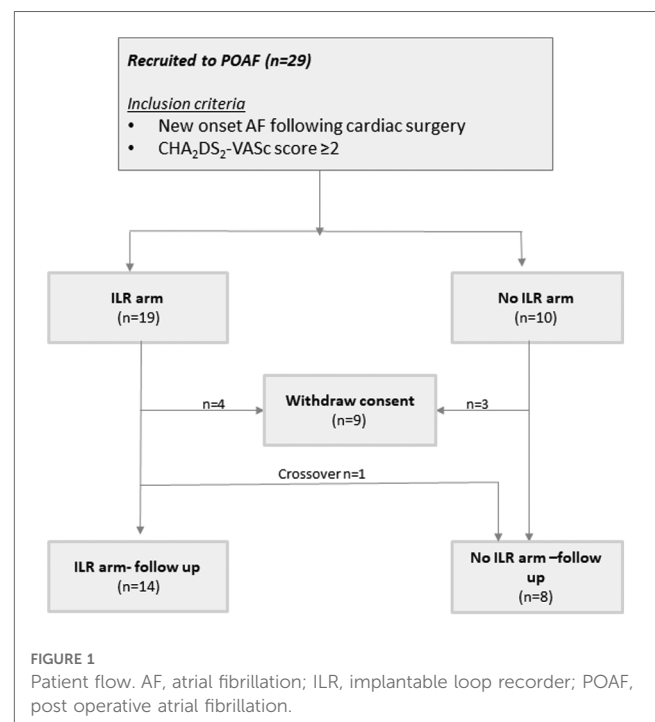 Recruited to POAF (n=29)
Inclusion criteria
• New onset AF following cardiac surgery
• CHA₂DS₂-VASc score ≥2
ILR arm
(n=19)
No ILR arm
(n=10)
n=4
Withdraw consent
(n=9)
n=3
Crossover n=1
ILR arm- follow up
(n=14)
No ILR arm –follow
up
(n=8)
FIGURE 1
Patient flow. AF, atrial fibrillation; ILR, implantable loop recorder; POAF,
post operative atrial fibrillation.